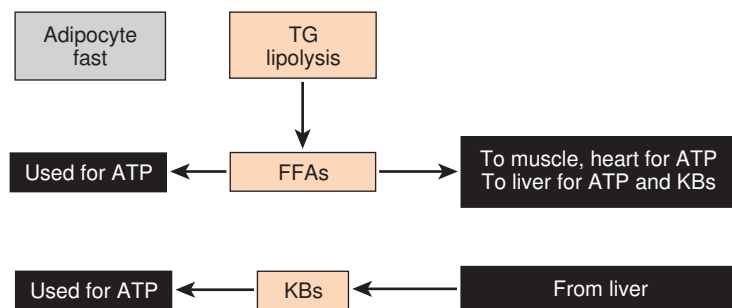 Adipocyte
fast
TG
lipolysis
Used for ATP
FFAs
To muscle, heart for ATP
To liver for ATP and KBs
Used for ATP
KBs
From liver